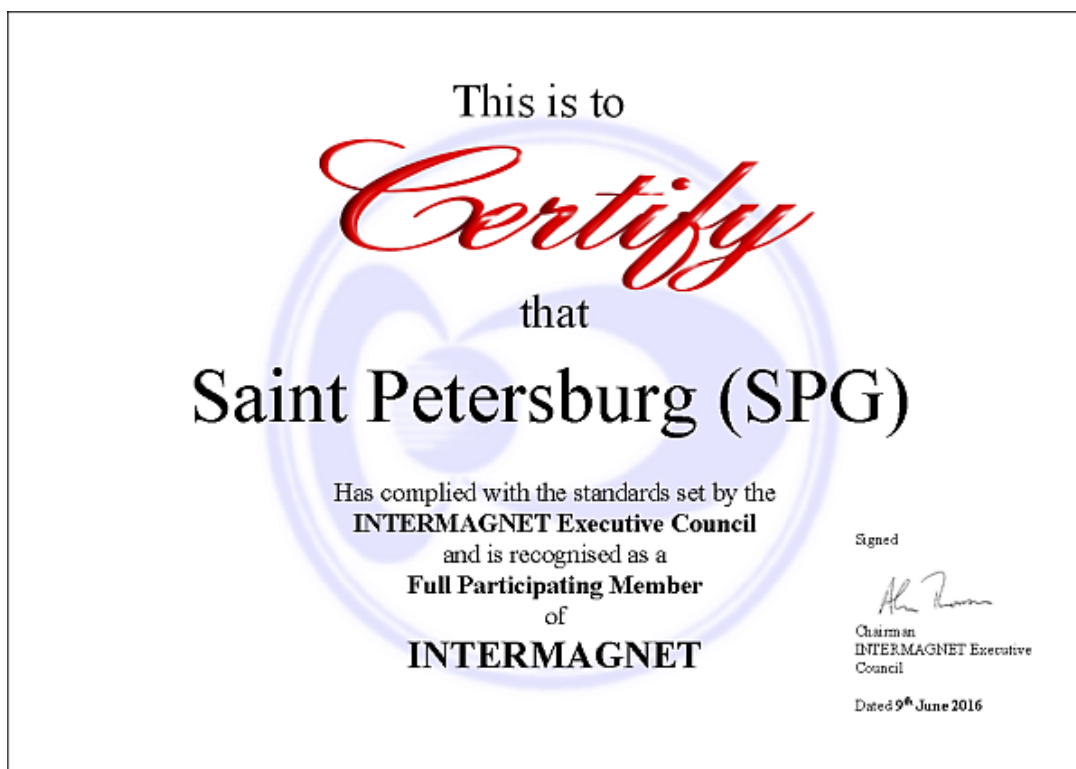 This is to
Certify
that
Saint Petersburg (SPG)
Has complied with the standards set by the
INTERMAGNET Executive Council
and is recognised as a
Full Participating Member
of
INTERMAGNET
Signed
Chairman
INTERMAGNET Executive
Council
Dated 9th June 2016